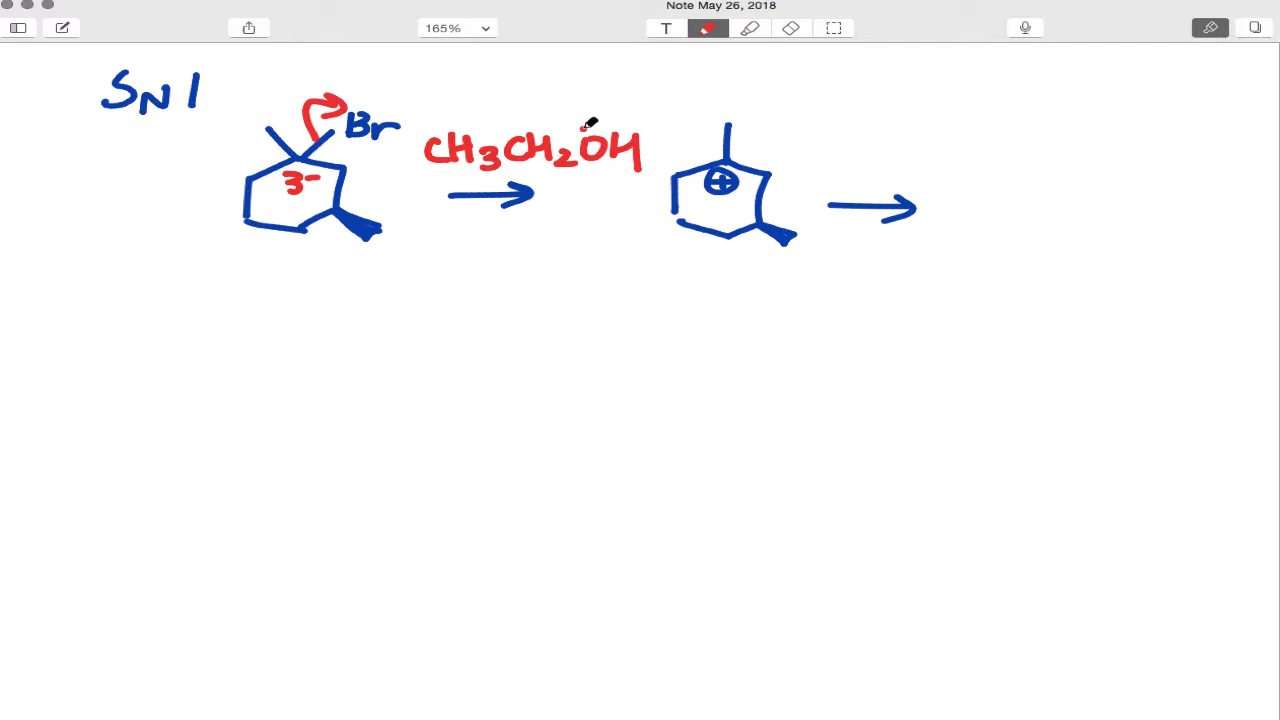 Note May 26, 2018
165%
T
SN1
Br
CH3CH2OH
3-
+